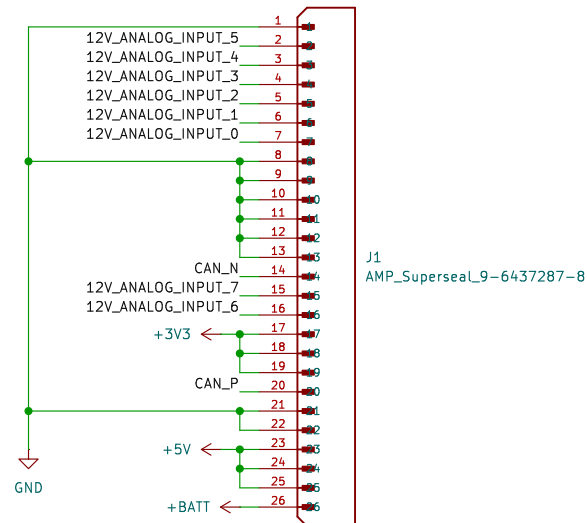 1
12V_ANALOG_INPUT_5 2
12V_ANALOG_INPUT_4 3
12V_ANALOG_INPUT_3 4
12V_ANALOG_INPUT_2 5
12V_ANALOG_INPUT_1 6
12V_ANALOG_INPUT_0 7
8
9
10
11
12
13
J1
CAN_N 14
AMP_Superseal_9-6437287-8
12V_ANALOG_INPUT_7 15
12V_ANALOG_INPUT_6 16
+3V3 17
18
19
CAN_P 20
21
22
+5V 23
24
GND
25
+BATT 26